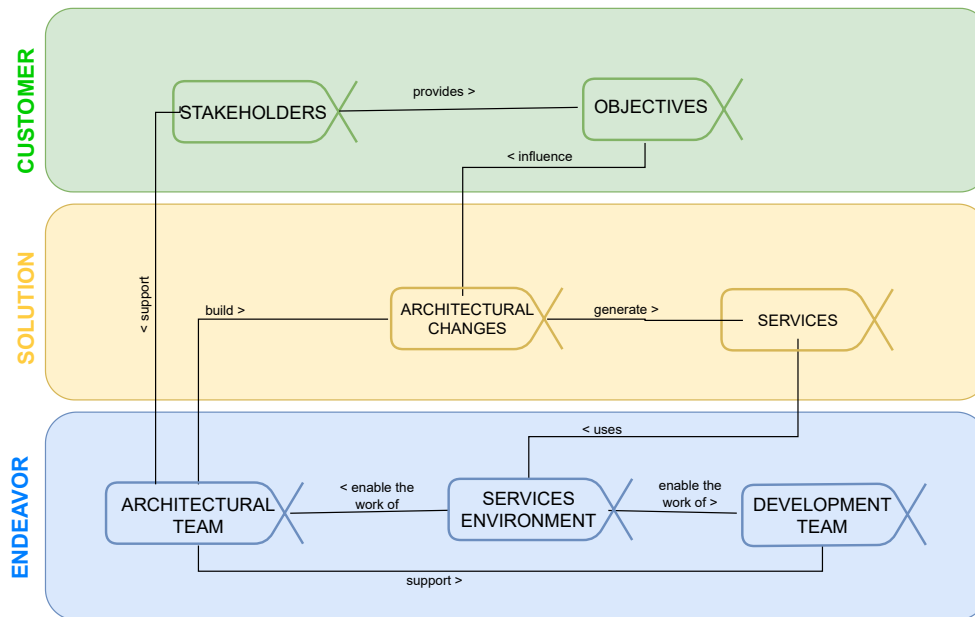 CUSTOMER
STAKEHOLDERS
provides >
OBJECTIVES
< influence
SOLUTION
< support
build >
ARCHITECTURAL
CHANGES
generate >
SERVICES
< uses
ENDEAVOR
ARCHITECTURAL
TEAM
< enable the
work of
SERVICES
ENVIRONMENT
enable the
work of >
DEVELOPMENT
TEAM
support >